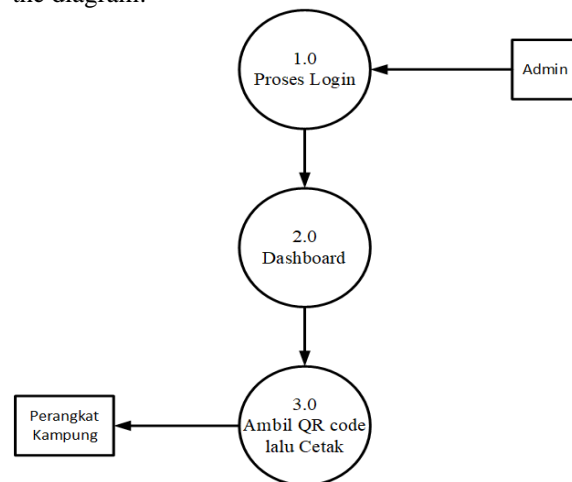 the diagram.
1.0
Proses Login
Admin
2.0
Dashboard
3.0
Ambil QR code
lalu Cetak
Perangkat
Kampung